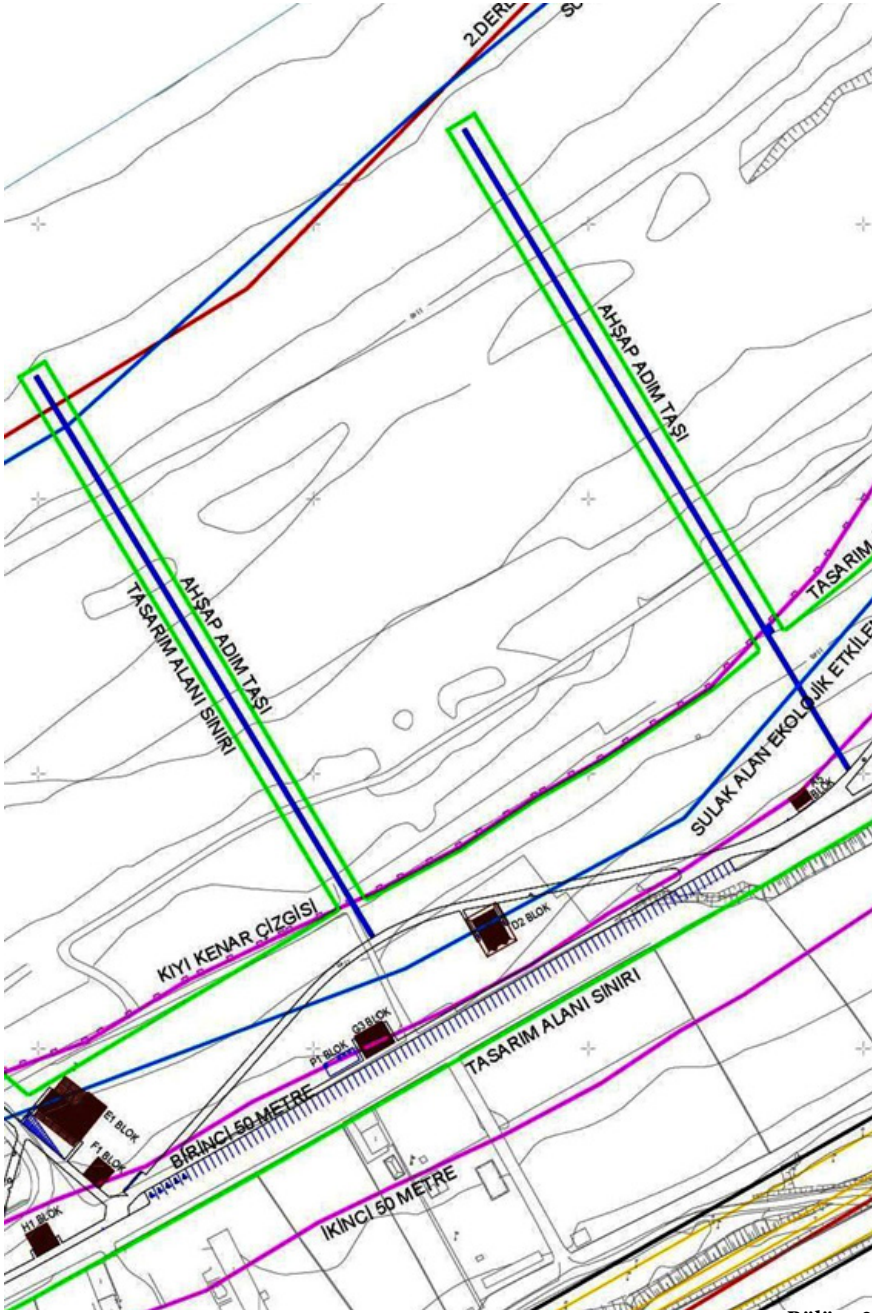 2.DERE
AHŞAP ADIM TAŞI
AHŞAP ADIM TAŞI
TASARIM ALANI SINIRI
TASARIM
SULAK ALAN EKOLOJİK ETKİLE
BLOK
D2 BLOK
KIYI KENAR ÇİZGİSİ
G3 BLOK
P1 BLOK
TASARIM ALANI SINIRI
E1 BLOK
F1 BLOK
BİRİNCİ 50 METRE
İKİNCİ 50 METRE
H1 BLOK